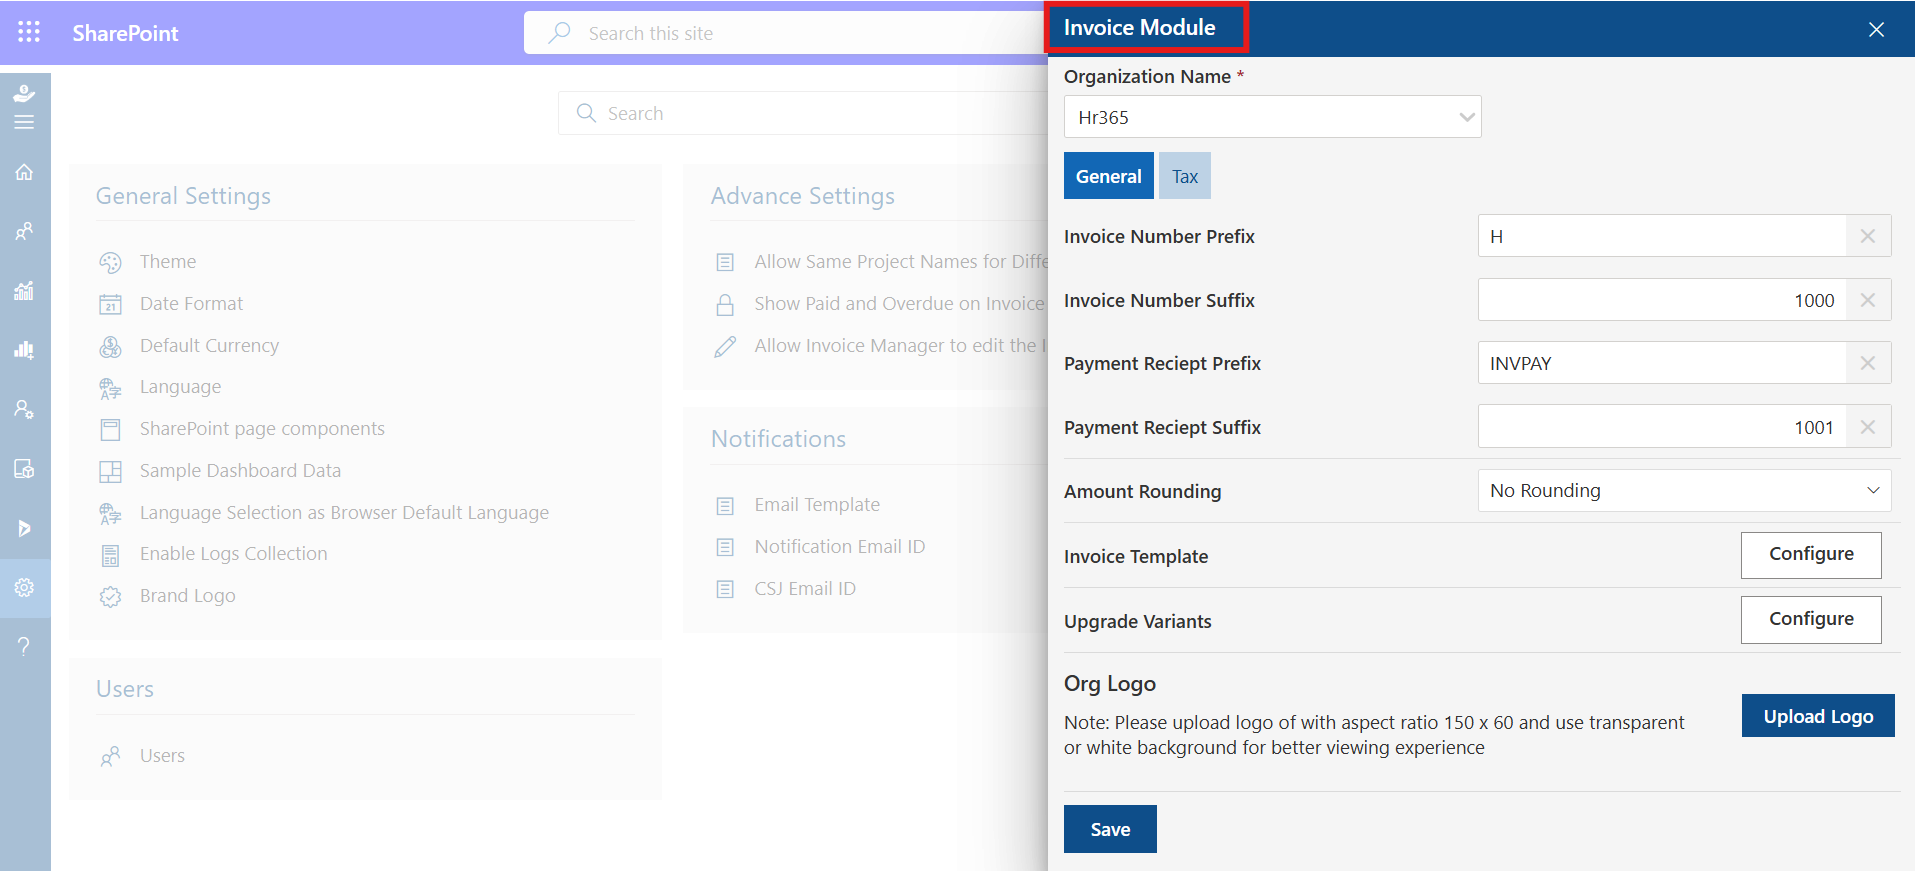 SharePoint
Search this site
Search
General Settings
Theme
21
Date Format
Default Currency
Language
SharePoint page components
Sample Dashboard Data
Language Selection as Browser Default Language
Enable Logs Collection
Brand Logo
Users
Users
Advance Settings
Allow Same Project Names for Diffe
Show Paid and Overdue on Invoice
Allow Invoice Manager to edit the I
Notifications
Email Template
Notification Email ID
CSJ Email ID
Invoice Module
Organization Name *
Hr365
General Tax
Invoice Number Prefix H
Invoice Number Suffix 1000
Payment Reciept Prefix INVPAY
Payment Reciept Suffix 1001
Amount Rounding No Rounding
Invoice Template Configure
Upgrade Variants Configure
Org Logo
Note: Please upload logo of with aspect ratio 150 x 60 and use transparent
or white background for better viewing experience
Upload Logo
Save